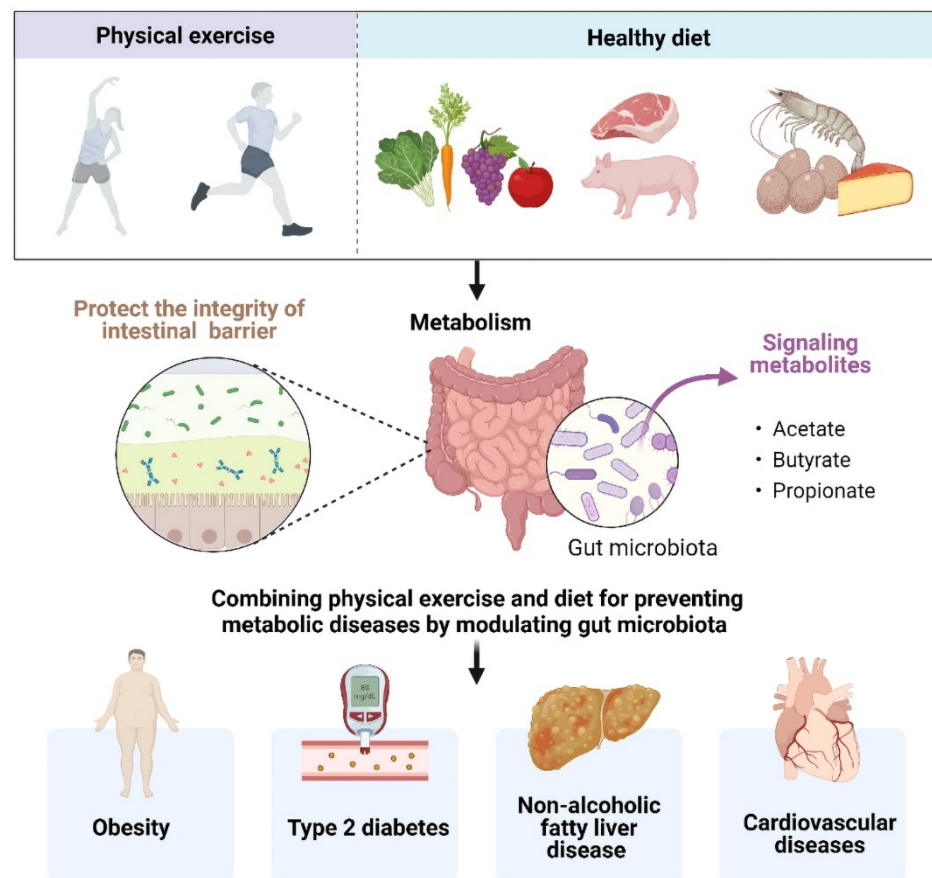 Physical exercise
Healthy diet
Protect the integrity of
intestinal barrier
Metabolism
Signaling
metabolites
• Acetate
• Butyrate
• Propionate
Gut microbiota
Combining physical exercise and diet for preventing
metabolic diseases by modulating gut microbiota
80
mg/dL
Obesity
Type 2 diabetes
Non-alcoholic
fatty liver
disease
Cardiovascular
diseases